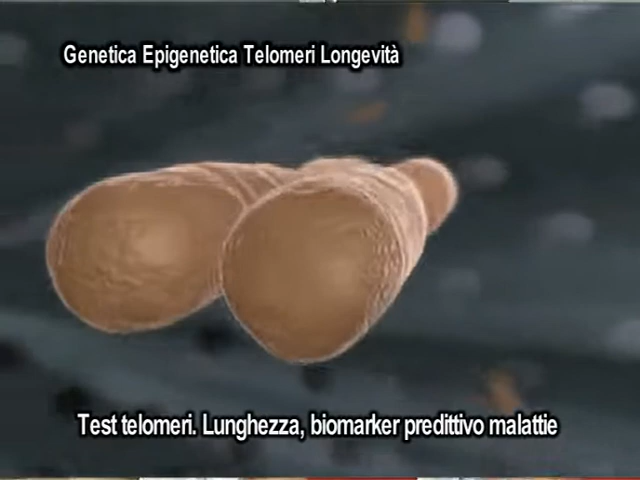 Genetica Epigenetica Telomeri Longevità
Test telomeri. Lunghezza, biomarker predittivo malattie